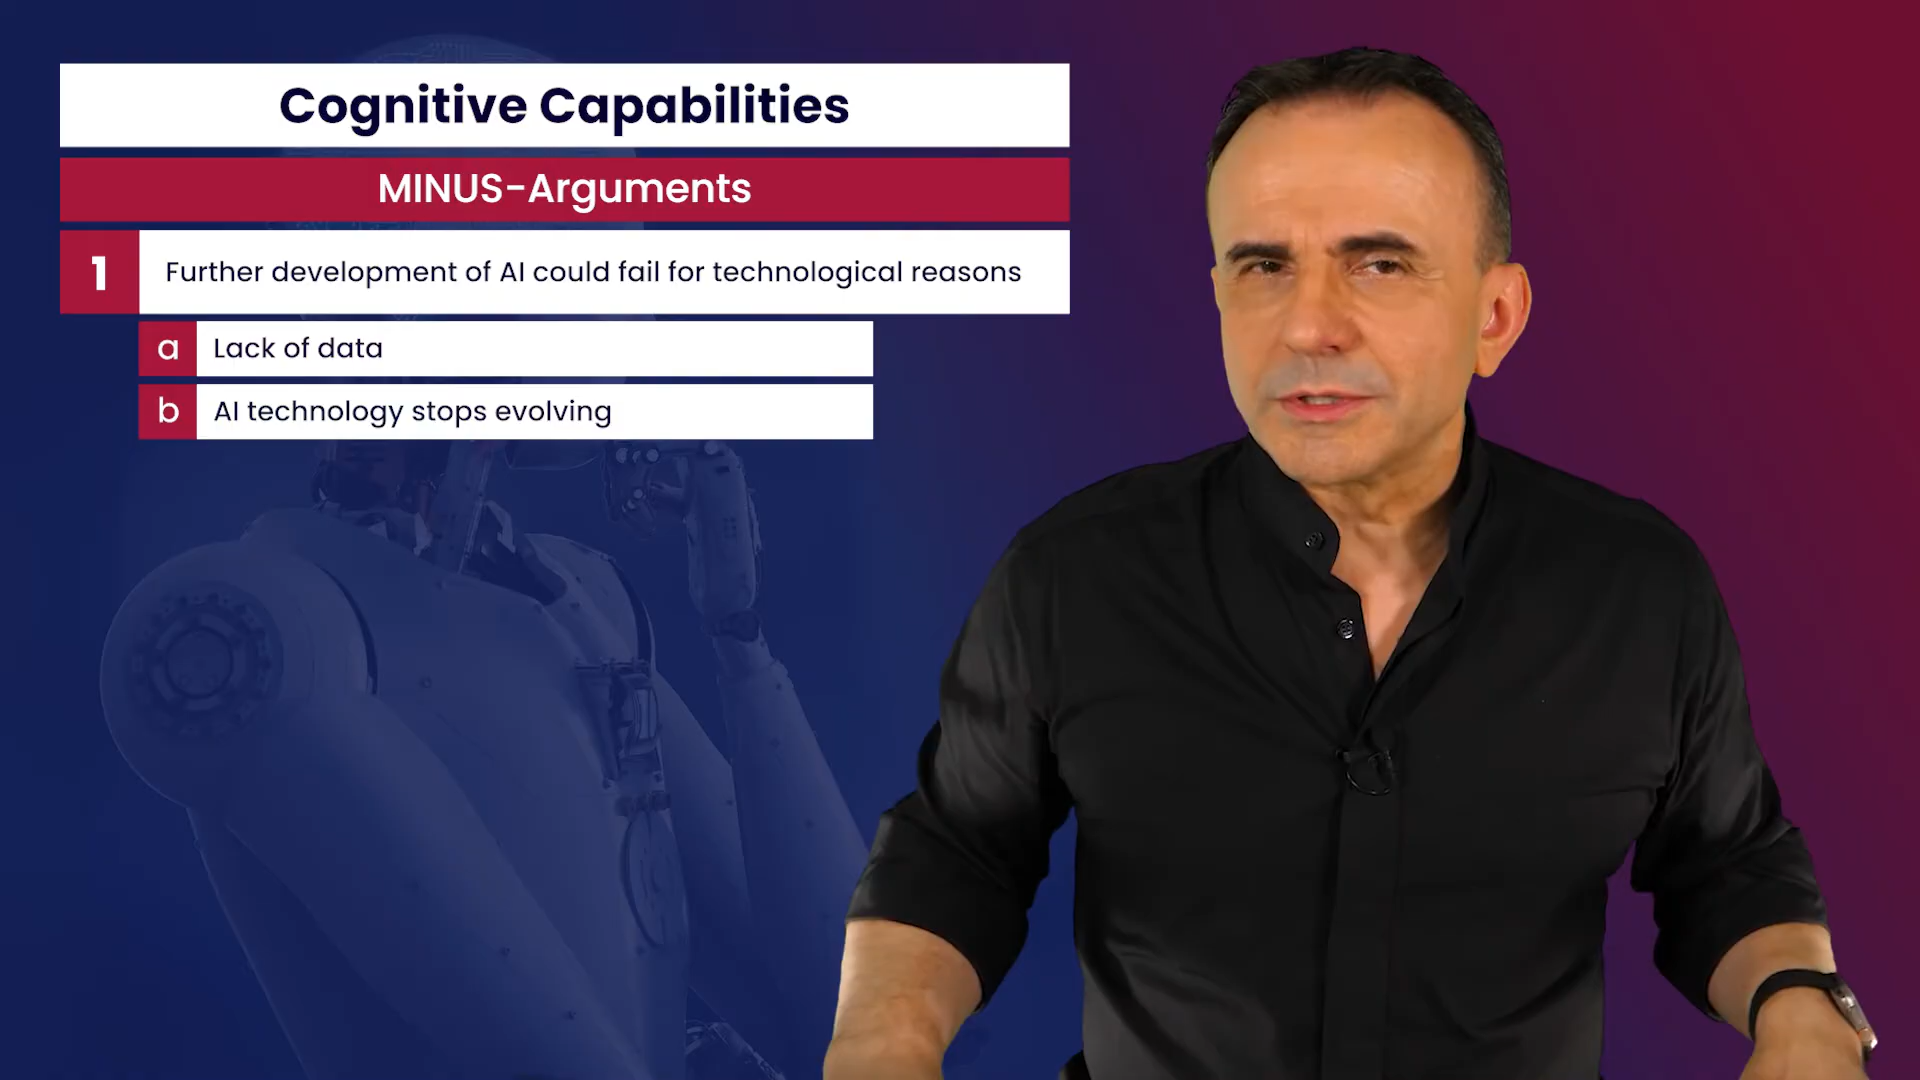 Cognitive Capabilities
MINUS-Arguments
1 Further development of AI could fail for technological reasons
a Lack of data
b AI technology stops evolving